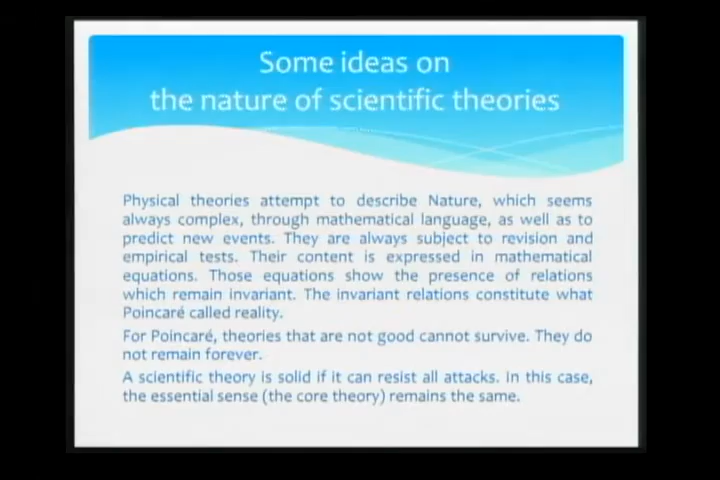 Some ideas on
the nature of scientific theories
Physical theories attempt to describe Nature, which seems
always complex, through mathematical language, as well as to
predict new events. They are always subject to revision and
empirical tests. Their content is expressed in mathematical
equations. Those equations show the presence of relations
which remain invariant. The invariant relations constitute what
Poincaré called reality.
For Poincaré, theories that are not good cannot survive. They do
not remain forever.
A scientific theory is solid if it can resist all attacks. In this case,
the essential sense (the core theory) remains the same.